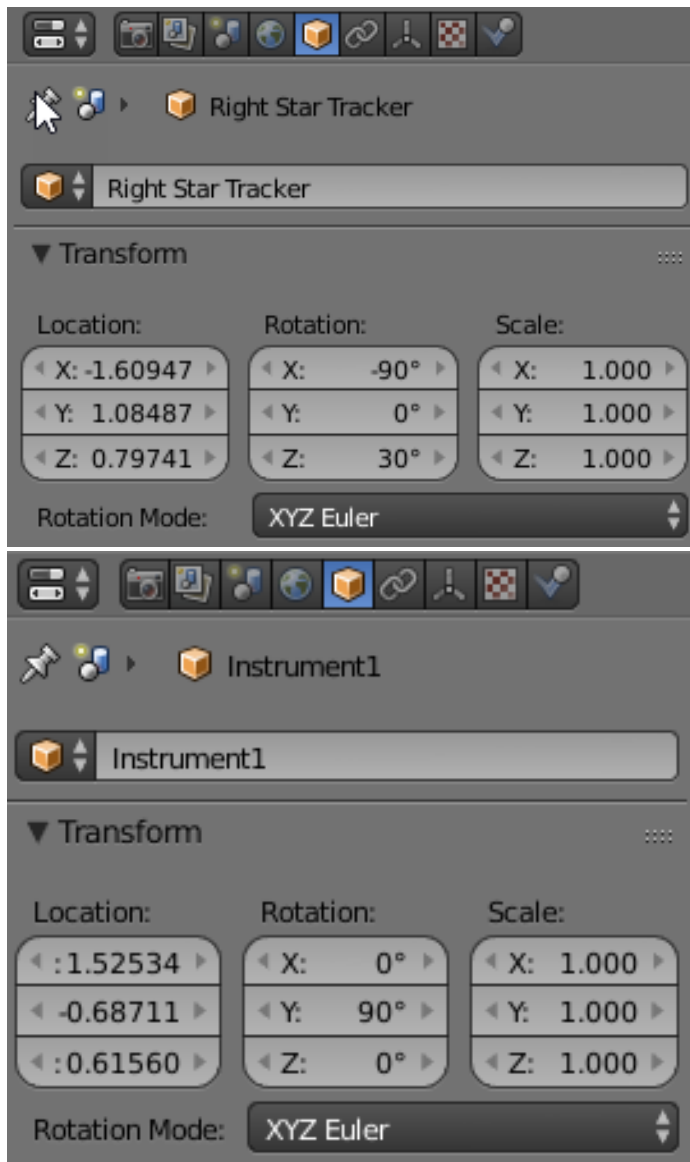 Right Star Tracker
Right Star Tracker
Transform
Location: Rotation: Scale:
X: -1.60947 X: -90° X: 1.000
Y: 1.08487 Y: 0° Y: 1.000
Z: 0.79741 Z: 30° Z: 1.000
Rotation Mode: XYZ Euler
Instrument1
Instrument1
Transform
Location: Rotation: Scale:
: 1.52534 X: 0° X: 1.000
-0.68711 Y: 90° Y: 1.000
: 0.61560 Z: 0° Z: 1.000
Rotation Mode: XYZ Euler